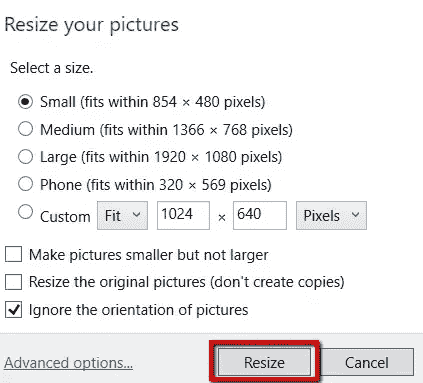 Resize your pictures
Select a size.
Small (fits within 854 × 480 pixels)
Medium (fits within 1366 × 768 pixels)
Large (fits within 1920 × 1080 pixels)
Phone (fits within 320 × 569 pixels)
Custom Fit 1024 × 640 Pixels
Make pictures smaller but not larger
Resize the original pictures (don't create copies)
Ignore the orientation of pictures
Advanced options... Resize Cancel